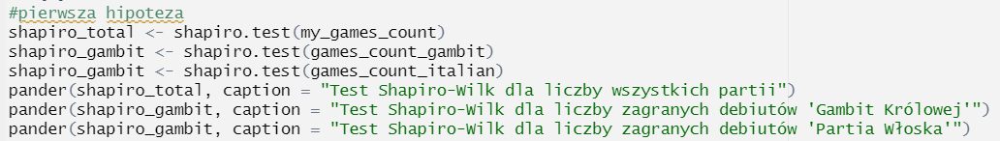 #pierwsza hipoteza
shapiro_total <- shapiro.test(my_games_count)
shapiro_gambit <- shapiro.test(games_count_gambit)
shapiro_gambit <- shapiro.test(games_count_italian)
pander(shapiro_total, caption = "Test Shapiro-Wilk dla liczby wszystkich partii")
pander(shapiro_gambit, caption = "Test Shapiro-Wilk dla liczby zagranych debiutów 'Gambit Królowej'")
pander(shapiro_gambit, caption = "Test Shapiro-Wilk dla liczby zagranych debiutów 'Partia Włoska'")